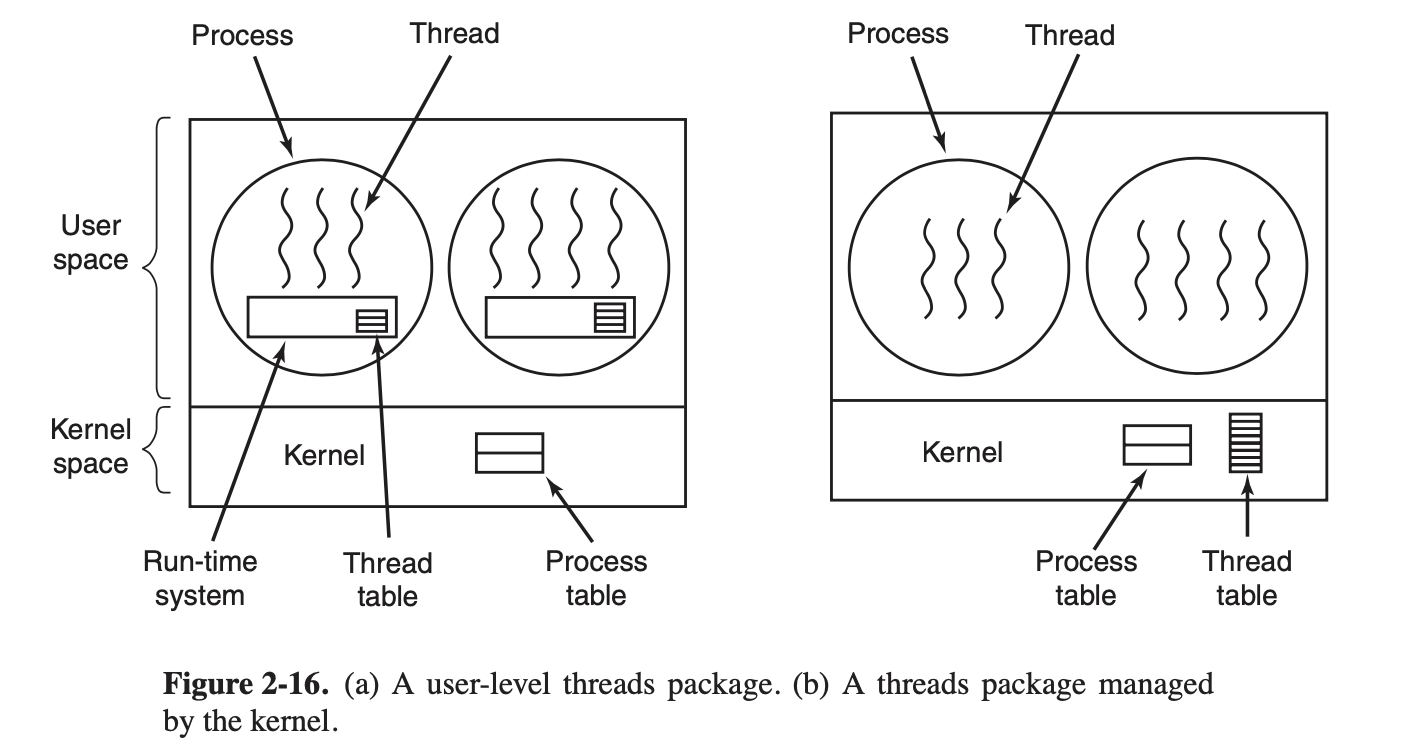 Process
Thread
Process
Thread
User
space
Kernel
space
Kernel
Kernel
Run-time
system
Thread
table
Process
table
Process
table
Thread
table
Figure 2-16. (a) A user-level threads package. (b) A threads package managed
by the kernel.